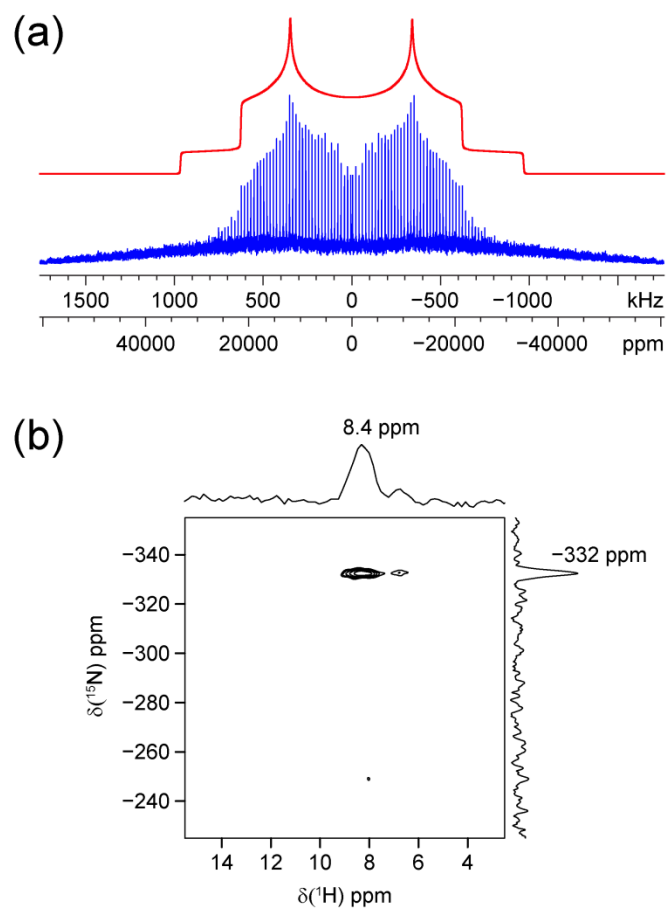 (a)
1500 1000 500 0 −500 −1000 kHz
40000 20000 0 −20000 −40000 ppm
(b)
8.4 ppm
−332 ppm
−340
−320
−300
−280
−260
−240
δ(¹⁵N) ppm
14 12 10 8 6 4
δ(¹H) ppm